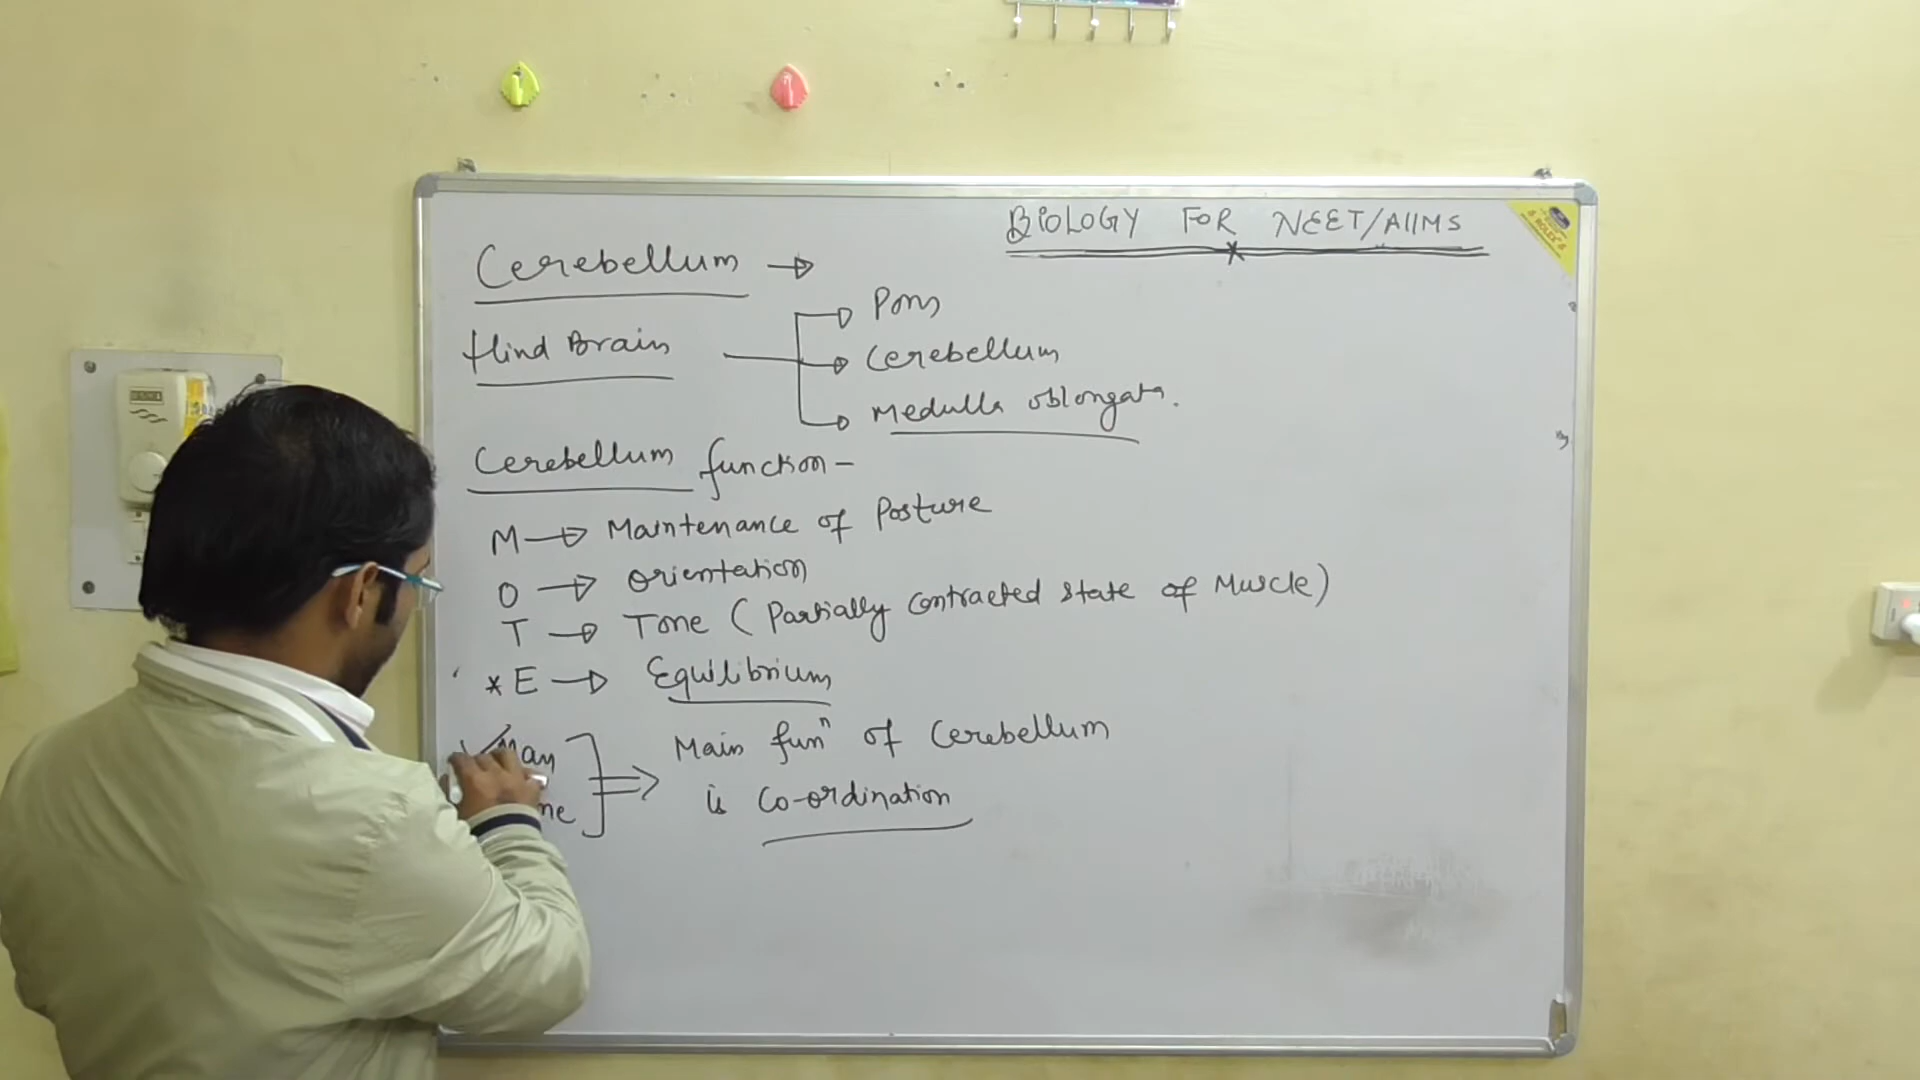 BIOLOGY FOR NEET/AIIMS
Cerebellum →
Hind Brain
Pons
Cerebellum
Medulla oblongata.
Cerebellum function-
M → Maintenance of Posture
O → Orientation
T → Tone (Partially contracted state of Muscle)
* E → Equilibrium
Main funⁿ of Cerebellum
is Co-ordination